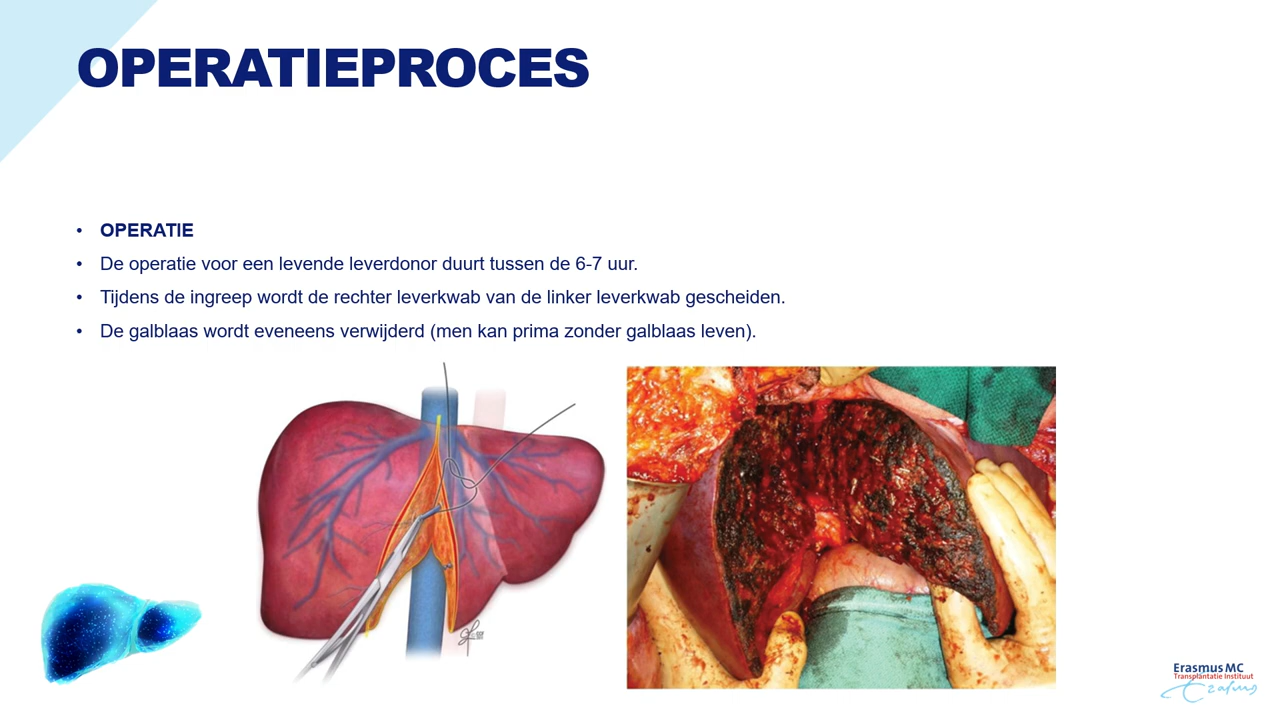 OPERATIEPROCES
• OPERATIE
• De operatie voor een levende leverdonor duurt tussen de 6-7 uur.
• Tijdens de ingreep wordt de rechter leverkwab van de linker leverkwab gescheiden.
• De galblaas wordt eveneens verwijderd (men kan prima zonder galblaas leven).
Erasmus MC
Transplantatie Instituut
Erasmus